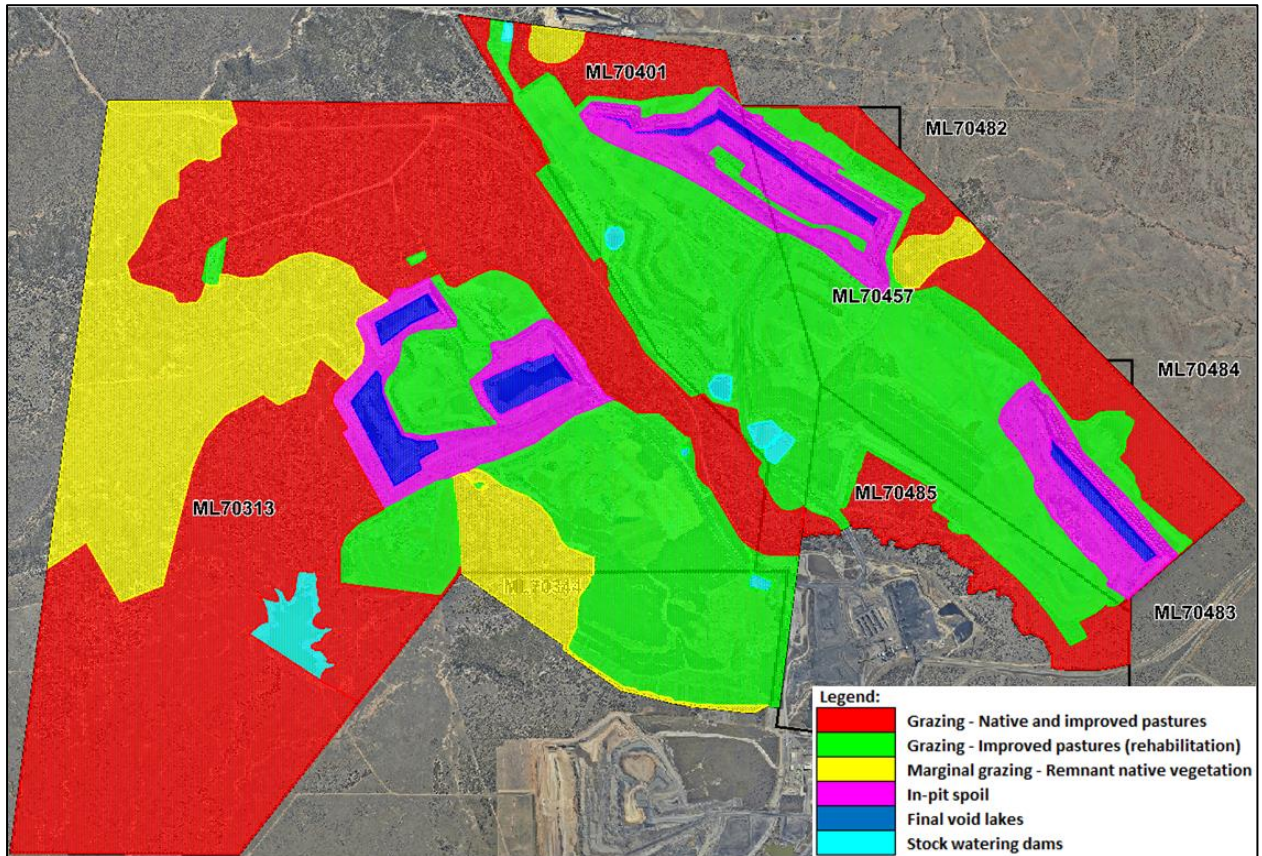 ML70401
ML70482
ML70457
ML70484
ML70485
ML70313
ML70344
ML70483
Legend:
Grazing - Native and improved pastures
Grazing - Improved pastures (rehabilitation)
Marginal grazing - Remnant native vegetation
In-pit spoil
Final void lakes
Stock watering dams